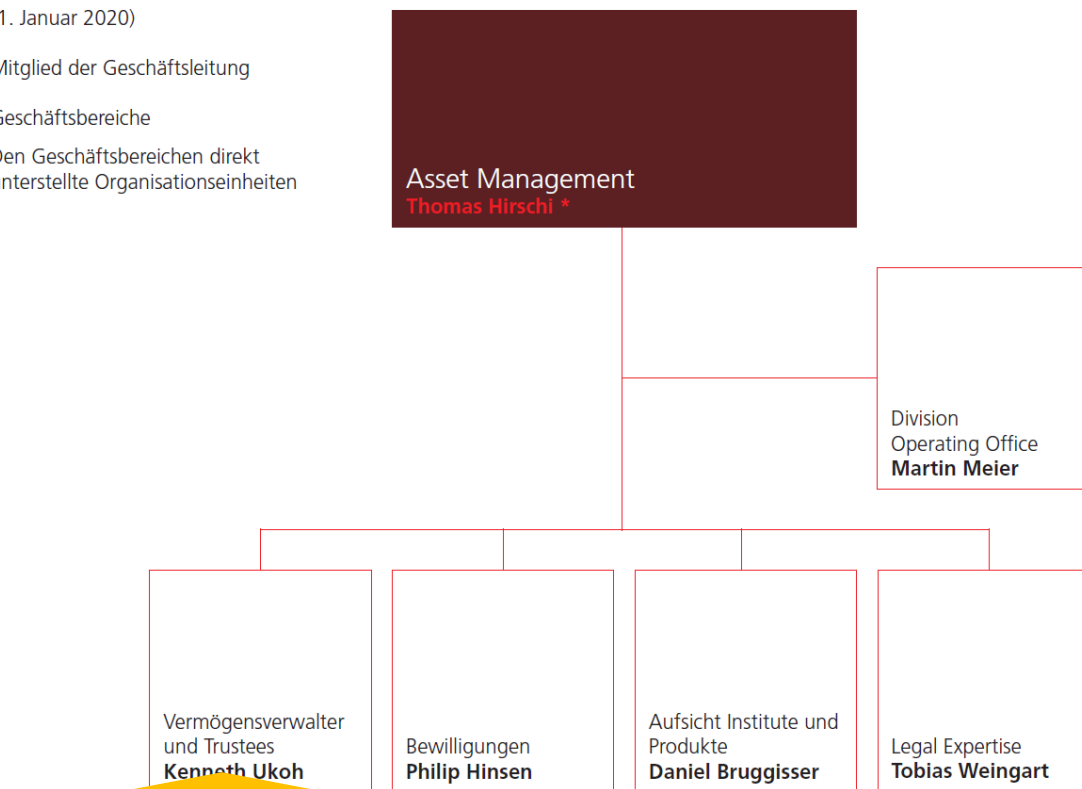 1. Januar 2020)
Mitglied der Geschäftsleitung
Geschäftsbereiche
Den Geschäftsbereichen direkt
unterstellte Organisationseinheiten
Asset Management
Thomas Hirschi *
Division
Operating Office
Martin Meier
Vermögensverwalter
und Trustees
Kenneth Ukoh
Bewilligungen
Philip Hinsen
Aufsicht Institute und
Produkte
Daniel Bruggisser
Legal Expertise
Tobias Weingart